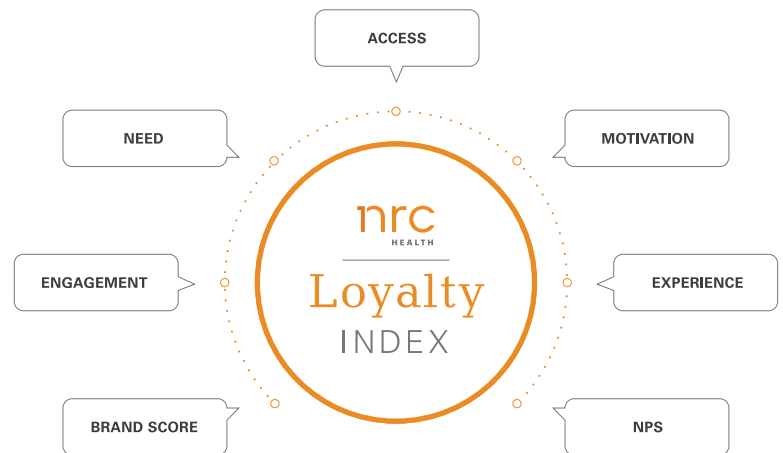 ACCESS
NEED
MOTIVATION
nrc
HEALTH
ENGAGEMENT
Loyalty
EXPERIENCE
INDEX
BRAND SCORE
NPS